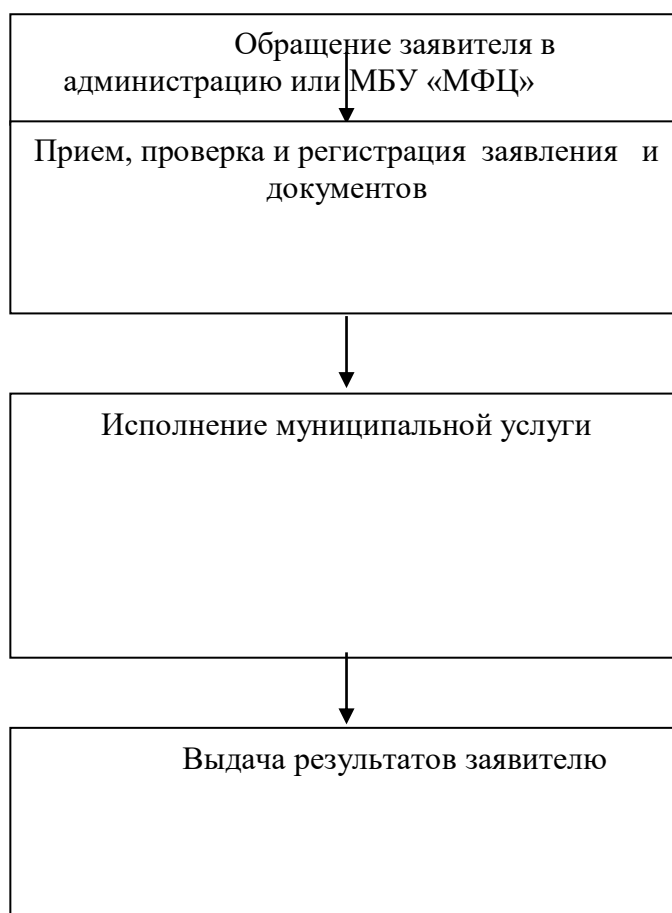 Обращение заявителя в
администрацию или МБУ «МФЦ»
Прием, проверка и регистрация заявления и
документов
Исполнение муниципальной услуги
Выдача результатов заявителю